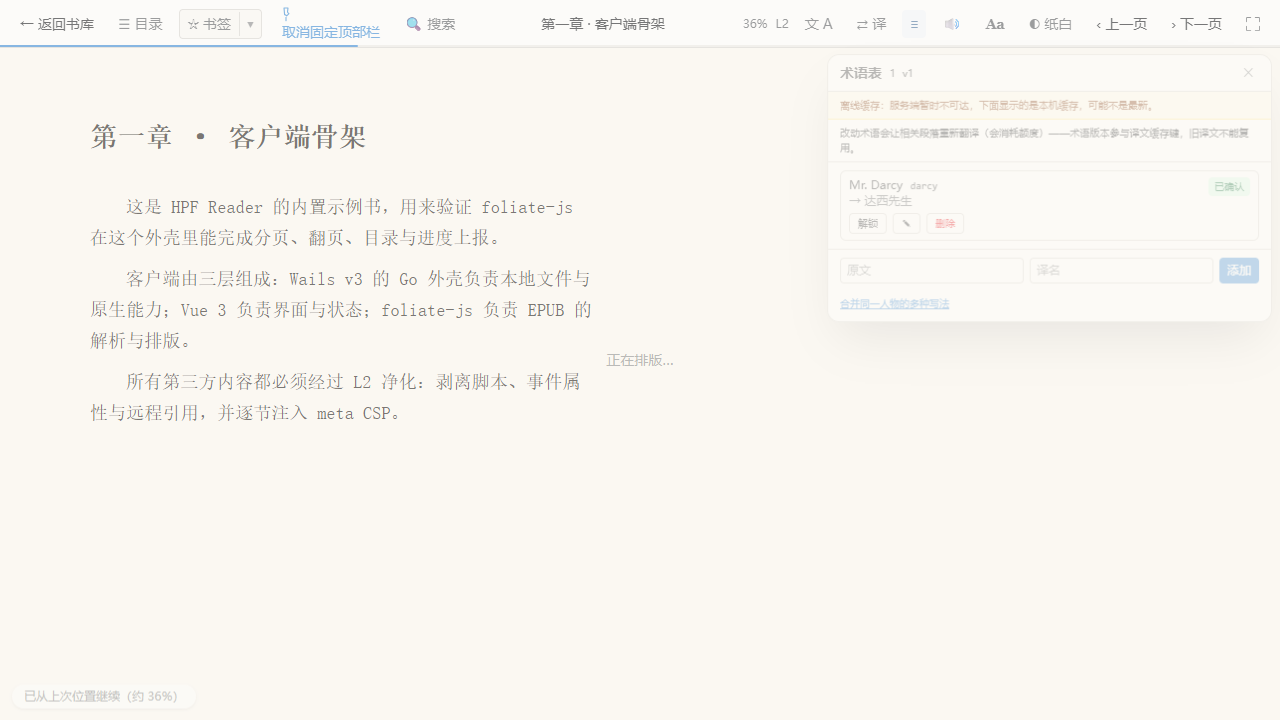 ← 返回书库 ☰ 目录 ☆ 书签 ▾ 取消固定顶部栏 🔍 搜索 第一章 · 客户端骨架 36% L2 文 A ⇄ 译 ≡ 🔊 Aa ◐ 纸白 ‹ 上一页 › 下一页
术语表 1 v1 ×
离线缓存：服务端暂时不可达，下面显示的是本机缓存，可能不是最新。
改动术语会让相关段落重新翻译（会消耗额度）——术语版本参与译文缓存键，旧译文不能复
用。
Mr. Darcy darcy 已确认
→ 达西先生
解锁 ✎ 删除
原文 译名 添加
合并同一人物的多种写法
第一章 · 客户端骨架
这是 HPF Reader 的内置示例书，用来验证 foliate-js
在这个外壳里能完成分页、翻页、目录与进度上报。
客户端由三层组成：Wails v3 的 Go 外壳负责本地文件与
原生能力；Vue 3 负责界面与状态；foliate-js 负责 EPUB 的
解析与排版。
所有第三方内容都必须经过 L2 净化：剥离脚本、事件属
性与远程引用，并逐节注入 meta CSP。
正在排版…
已从上次位置继续（约 36%）